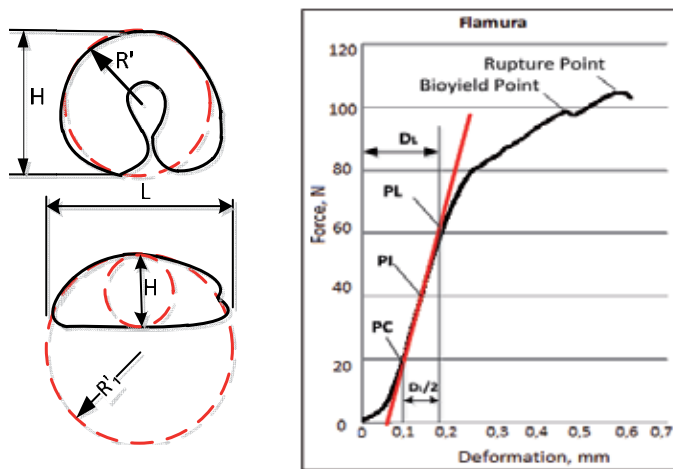 H
R'
L
H
R'₁
Flamura
120
100
80
60
40
20
0
Force, N
Rupture Point
Bioyield Point
DL
PL
PI
PC
DL/2
0 0,1 0,2 0,3 0,4 0,5 0,6 0,7
Deformation, mm